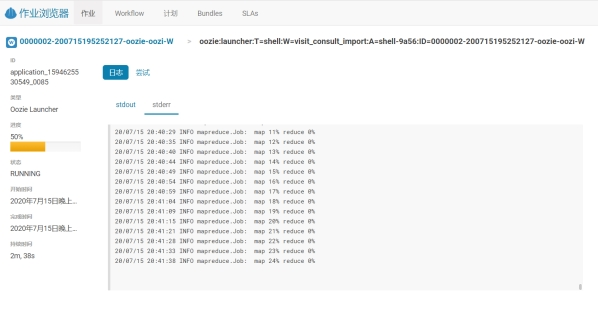 作业浏览器 作业 Workflow 计划 Bundles SLAs
0000002-200715195252127-oozie-oozi-W > oozie:launcher:T=shell:W=visit_consult_import:A=shell-9a56:ID=0000002-200715195252127-oozie-oozi-W
ID
application_15946255
30549_0085
类型
Oozie Launcher
进度
50%
状态
RUNNING
开始时间
2020年7月15日晚上...
完成时间
2020年7月15日晚上...
持续时间
2m, 38s
日志 尝试
stdout stderr
20/07/15 20:40:29 INFO mapreduce.Job: map 11% reduce 0%
20/07/15 20:40:35 INFO mapreduce.Job: map 12% reduce 0%
20/07/15 20:40:40 INFO mapreduce.Job: map 13% reduce 0%
20/07/15 20:40:44 INFO mapreduce.Job: map 14% reduce 0%
20/07/15 20:40:49 INFO mapreduce.Job: map 15% reduce 0%
20/07/15 20:40:54 INFO mapreduce.Job: map 16% reduce 0%
20/07/15 20:40:59 INFO mapreduce.Job: map 17% reduce 0%
20/07/15 20:41:04 INFO mapreduce.Job: map 18% reduce 0%
20/07/15 20:41:09 INFO mapreduce.Job: map 19% reduce 0%
20/07/15 20:41:15 INFO mapreduce.Job: map 20% reduce 0%
20/07/15 20:41:21 INFO mapreduce.Job: map 21% reduce 0%
20/07/15 20:41:28 INFO mapreduce.Job: map 22% reduce 0%
20/07/15 20:41:33 INFO mapreduce.Job: map 23% reduce 0%
20/07/15 20:41:38 INFO mapreduce.Job: map 24% reduce 0%